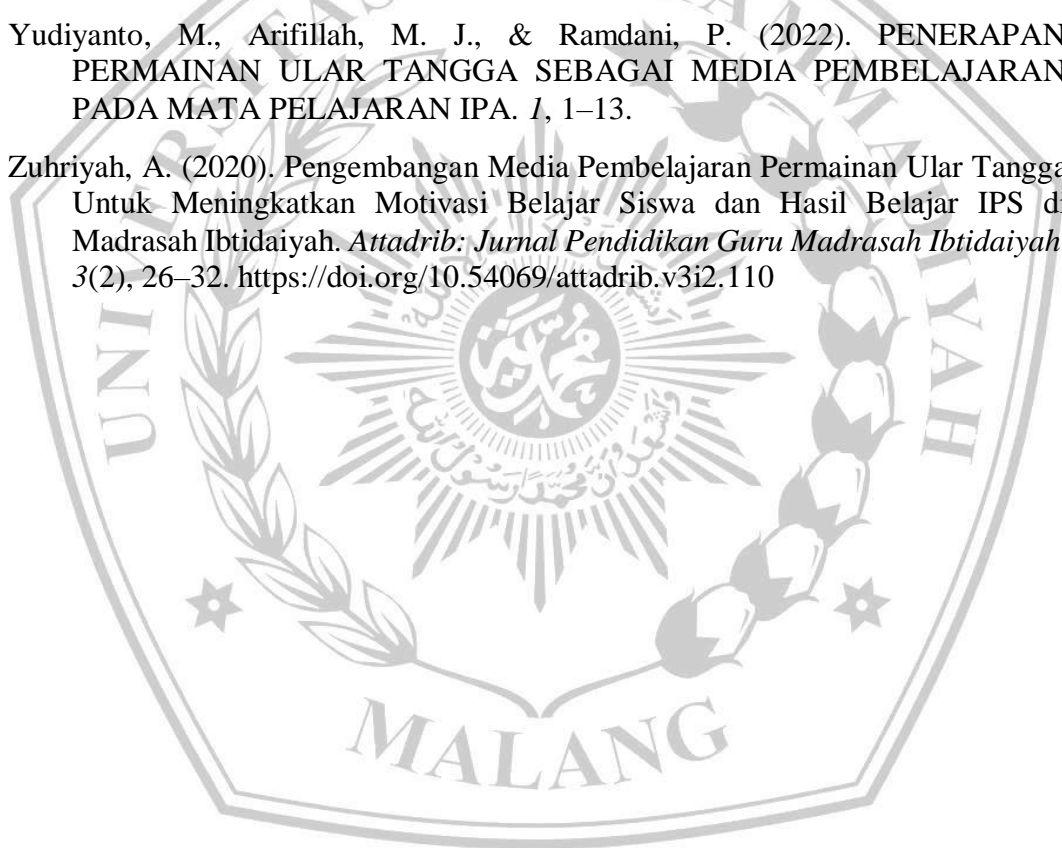 Yudiyanto, M., Arifillah, M. J., & Ramdani, P. (2022). PENERAPAN
PERMAINAN ULAR TANGGA SEBAGAI MEDIA PEMBELAJARAN
PADA MATA PELAJARAN IPA. 1, 1–13.
Zuhriyah, A. (2020). Pengembangan Media Pembelajaran Permainan Ular Tangga
Untuk Meningkatkan Motivasi Belajar Siswa dan Hasil Belajar IPS di
Madrasah Ibtidaiyah. Attadrib: Jurnal Pendidikan Guru Madrasah Ibtidaiyah
3(2), 26–32. https://doi.org/10.54069/attadrib.v3i2.110
MALANG